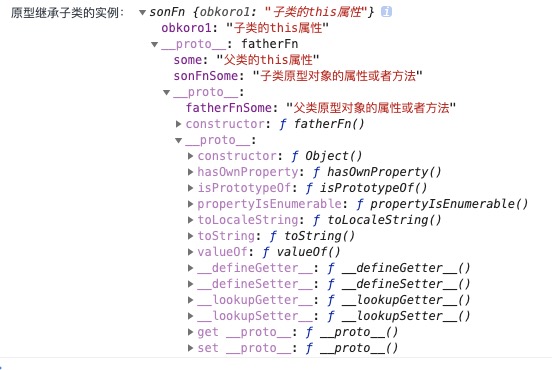 原型继承子类的实例： ▼ sonFn {obkoro1: "子类的this属性"} i
obkoro1: "子类的this属性"
▼ __proto__: fatherFn
some: "父类的this属性"
sonFnSome: "子类原型对象的属性或者方法"
▼ __proto__:
fatherFnSome: "父类原型对象的属性或者方法"
▶ constructor: ƒ fatherFn()
▼ __proto__:
▶ constructor: ƒ Object()
▶ hasOwnProperty: ƒ hasOwnProperty()
▶ isPrototypeOf: ƒ isPrototypeOf()
▶ propertyIsEnumerable: ƒ propertyIsEnumerable()
▶ toLocaleString: ƒ toLocaleString()
▶ toString: ƒ toString()
▶ valueOf: ƒ valueOf()
▶ __defineGetter__: ƒ __defineGetter__()
▶ __defineSetter__: ƒ __defineSetter__()
▶ __lookupGetter__: ƒ __lookupGetter__()
▶ __lookupSetter__: ƒ __lookupSetter__()
▶ get __proto__: ƒ __proto__()
▶ set __proto__: ƒ __proto__()